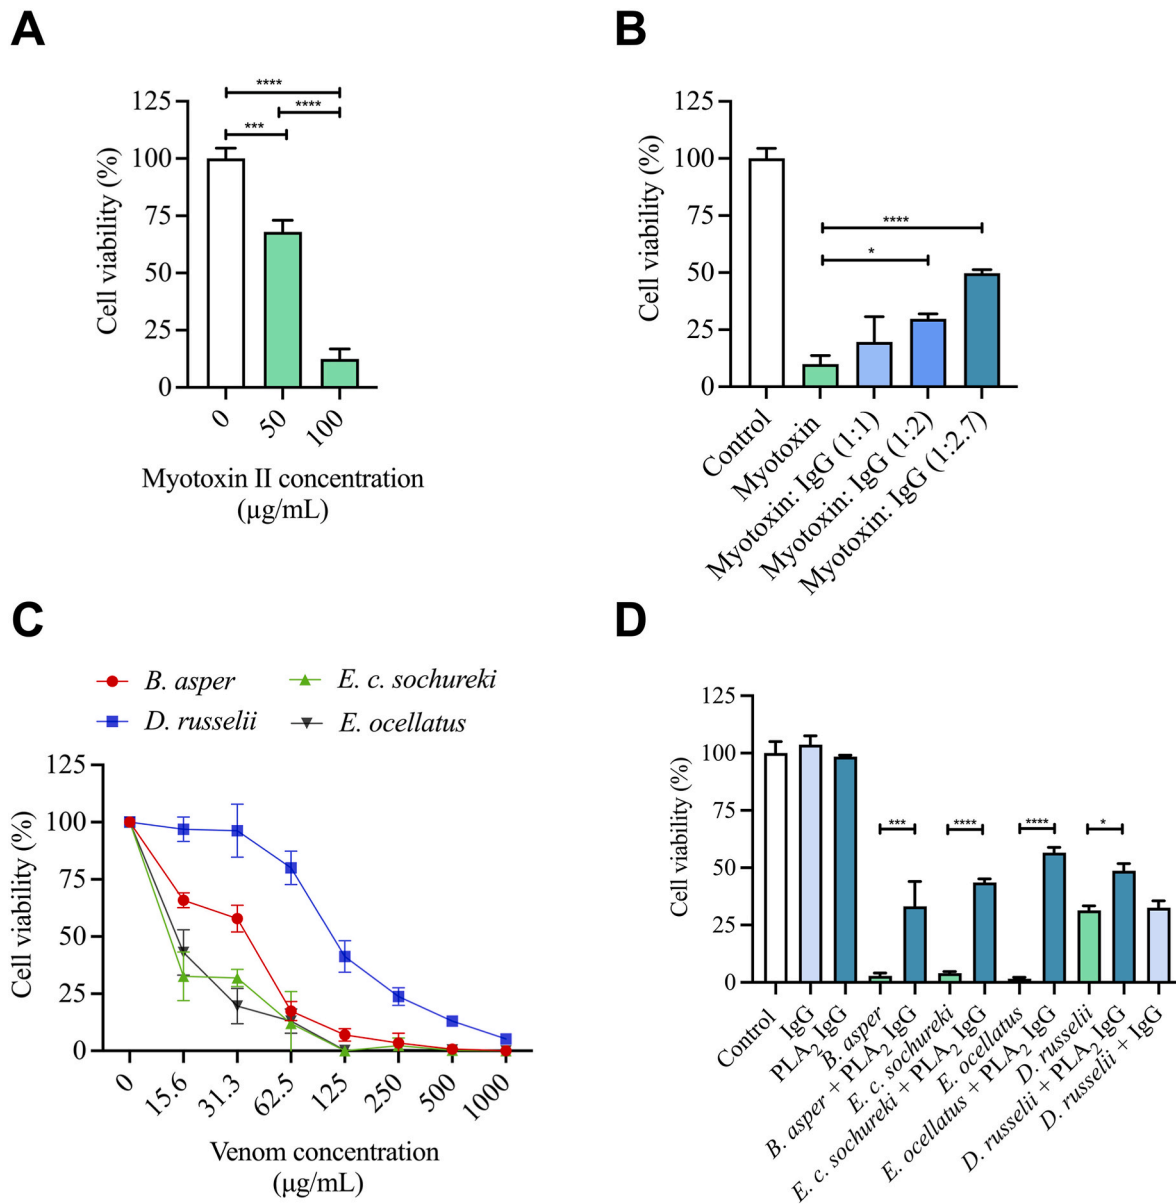 A
Cell viability (%)
125
100
75
50
25
0
****
****
***
0
50
100
Myotoxin II concentration
(µg/mL)
B
Cell viability (%)
125
100
75
50
25
0
****
*
Control
Myotoxin
Myotoxin: IgG (1:1)
Myotoxin: IgG (1:2)
Myotoxin: IgG (1:2.7)
C
B. asper
E. c. sochureki
D. russelii
E. ocellatus
Cell viability (%)
125
100
75
50
25
0
0
15.6
31.3
62.5
125
250
500
1000
Venom concentration
(µg/mL)
D
Cell viability (%)
125
100
75
50
25
0
***
****
****
*
Control
IgG
PLA₂ IgG
B. asper
B. asper + PLA₂ IgG
E. c. sochureki
E. c. sochureki + PLA₂ IgG
E. ocellatus
E. ocellatus + PLA₂ IgG
D. russelii
D. russelii + PLA₂ IgG
D. russelii + IgG